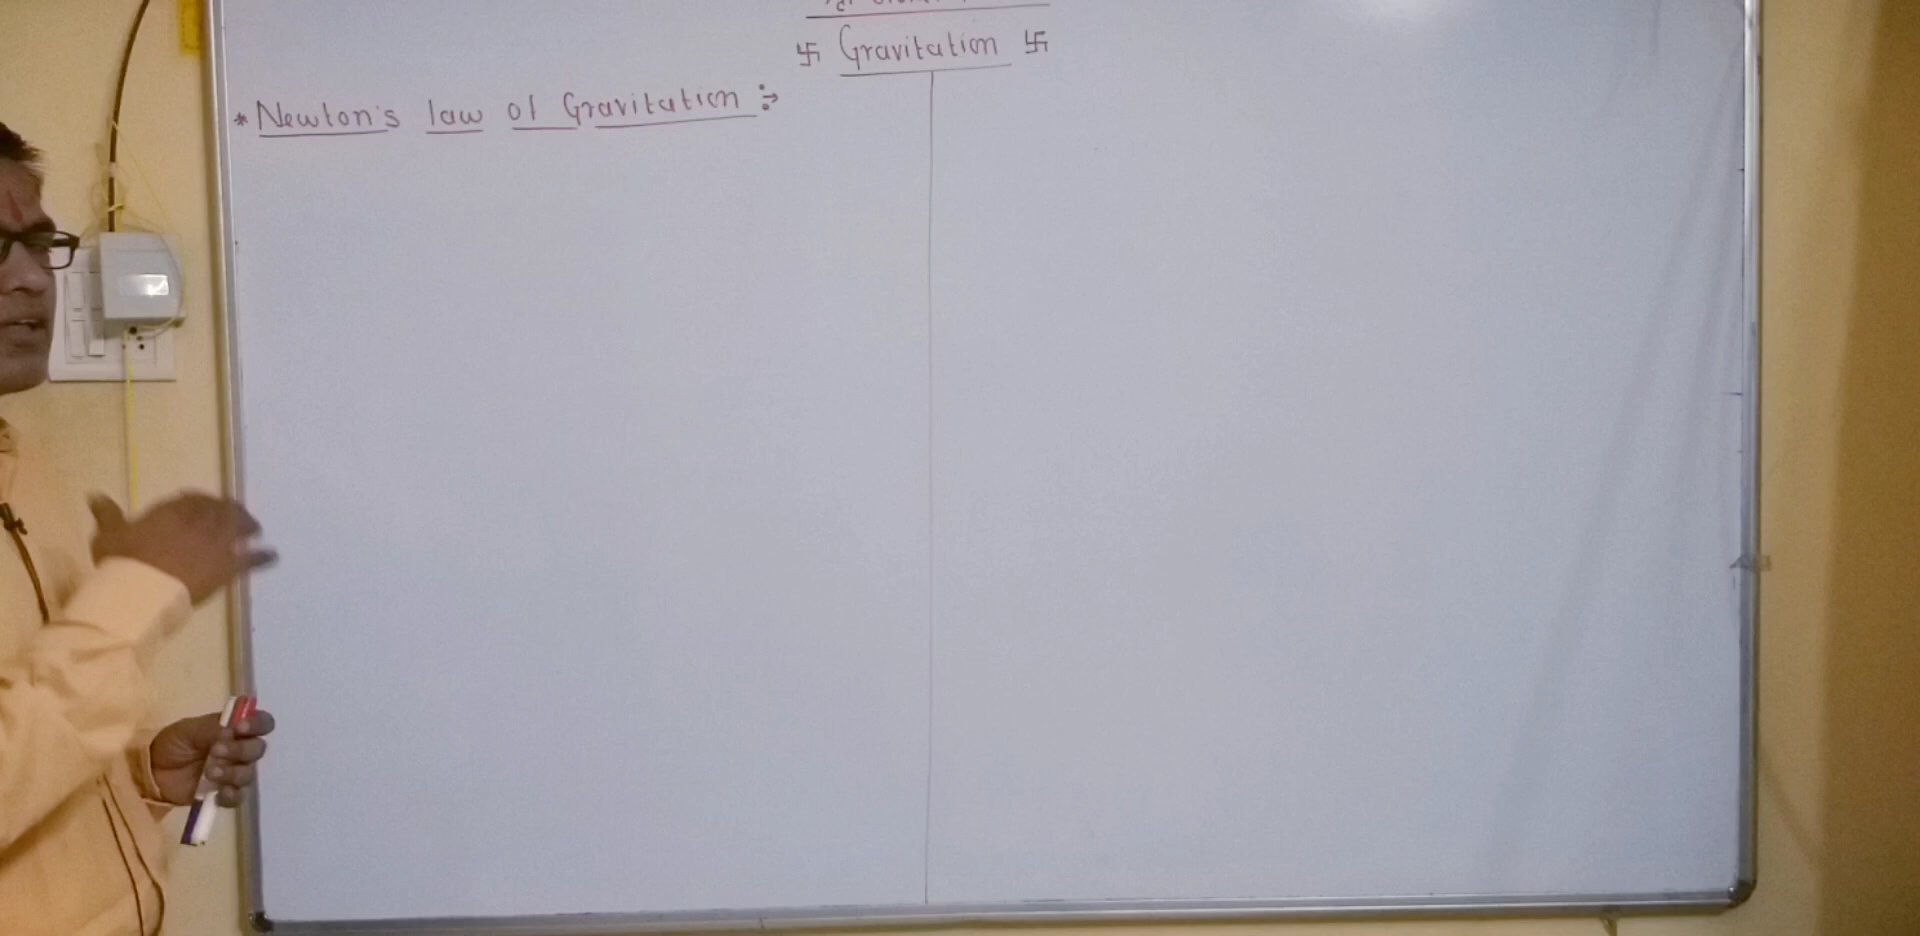 卐 Gravitation 卐
* Newton's law of Gravitation :→